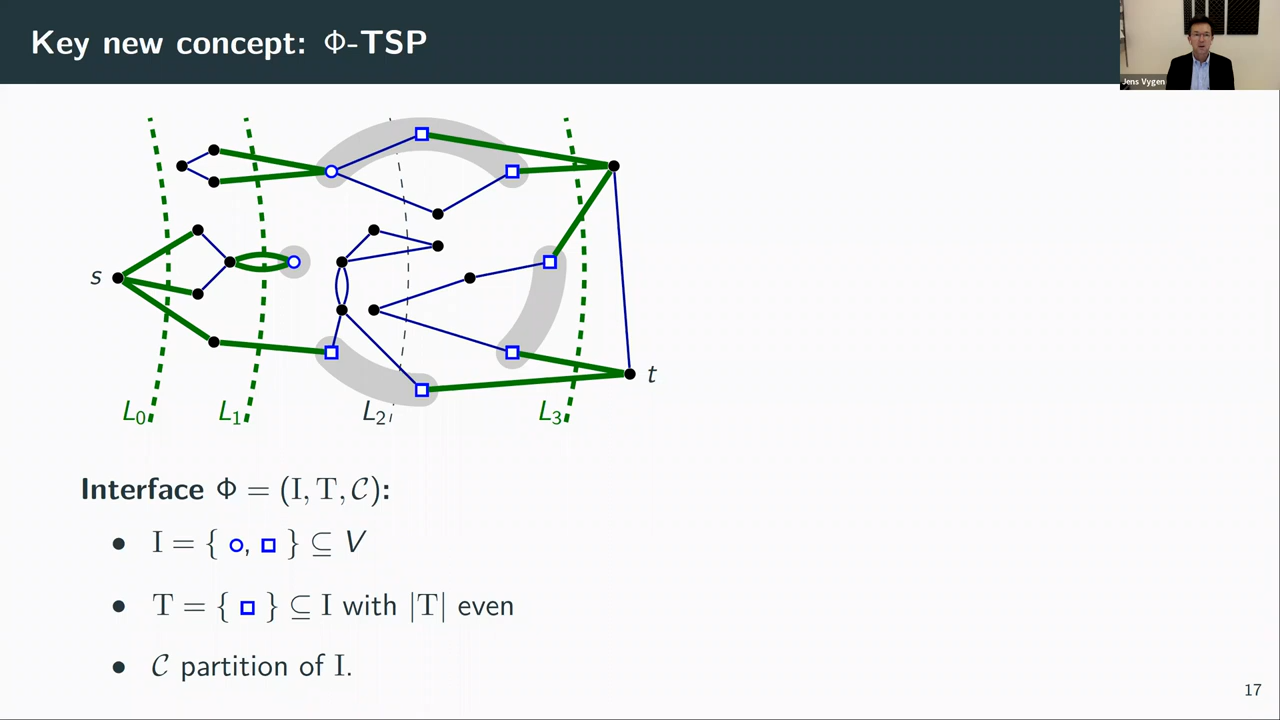 Key new concept: Φ-TSP
Jens Vygen
s
t
L₀
L₁
L₂
L₃
Interface Φ = (I, T, 𝒞):
• I = { ○, □ } ⊆ V
• T = { □ } ⊆ I with |T| even
• 𝒞 partition of I.
17